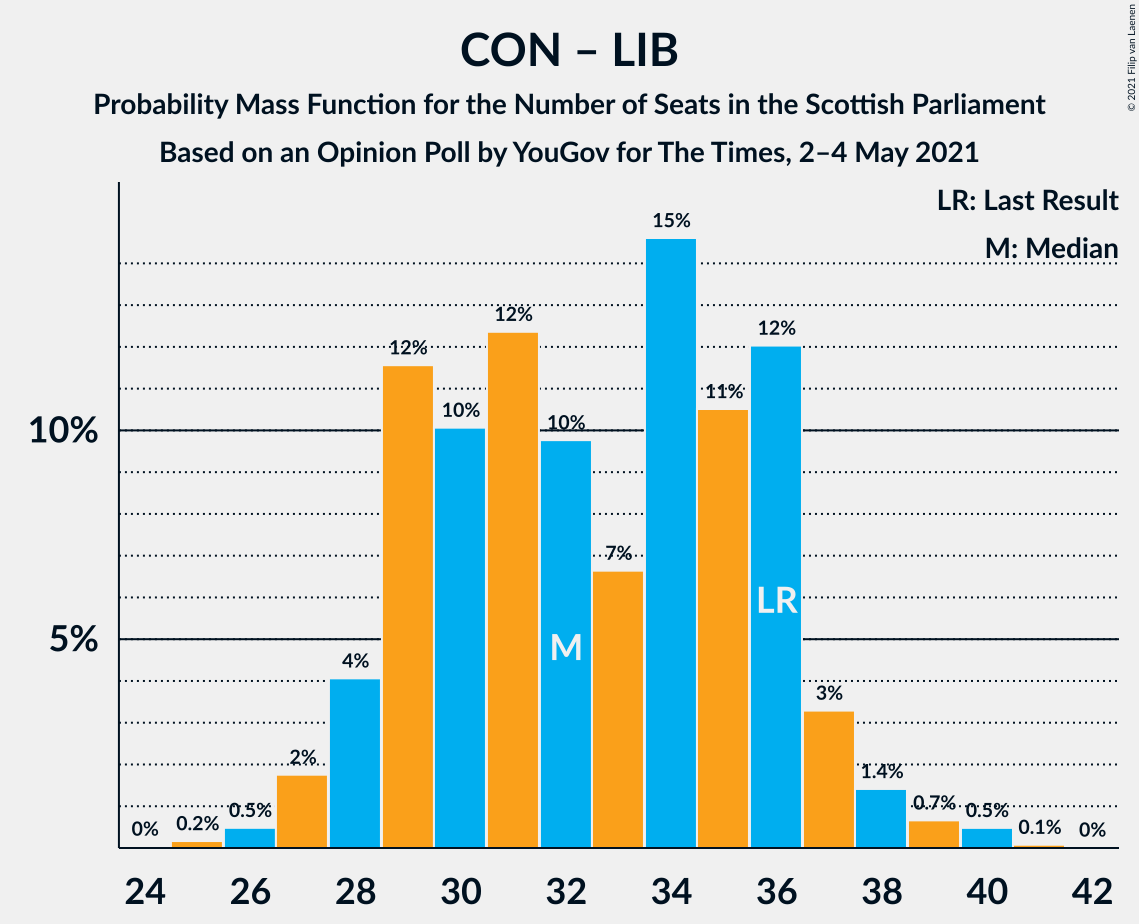 CON – LIB
Probability Mass Function for the Number of Seats in the Scottish Parliament
Based on an Opinion Poll by YouGov for The Times, 2–4 May 2021
© 2021 Filip van Laenen
LR: Last Result
M: Median
10%
5%
0%
0.2%
0.5%
2%
4%
12%
10%
12%
10%
7%
15%
11%
12%
3%
1.4%
0.7%
0.5%
0.1%
0%
M
LR
24 26 28 30 32 34 36 38 40 42